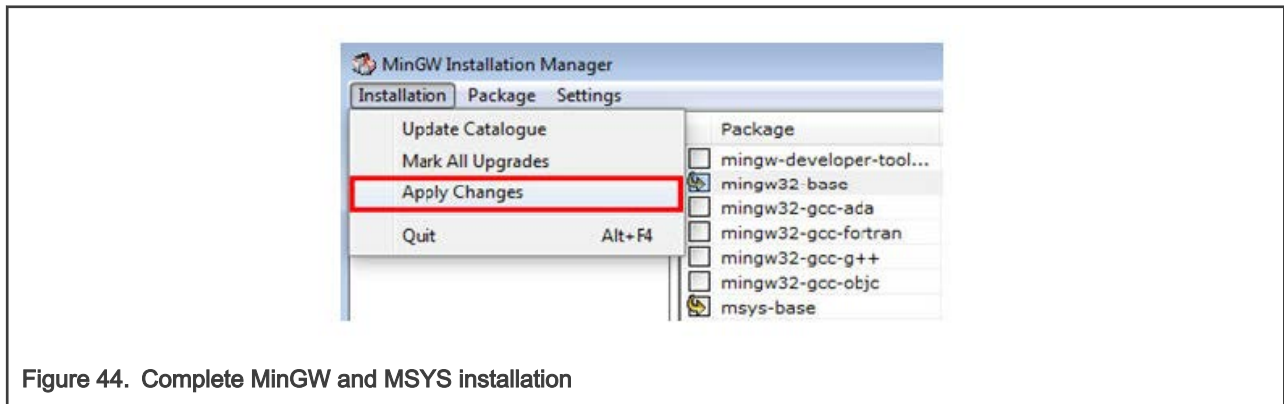 MinGW Installation Manager
Installation Package Settings
Update Catalogue
Mark All Upgrades
Apply Changes
Quit Alt+F4
Package
mingw-developer-tool...
mingw32-base
mingw32-gcc-ada
mingw32-gcc-fortran
mingw32-gcc-g++
mingw32-gcc-objc
msys-base
Figure 44. Complete MinGW and MSYS installation